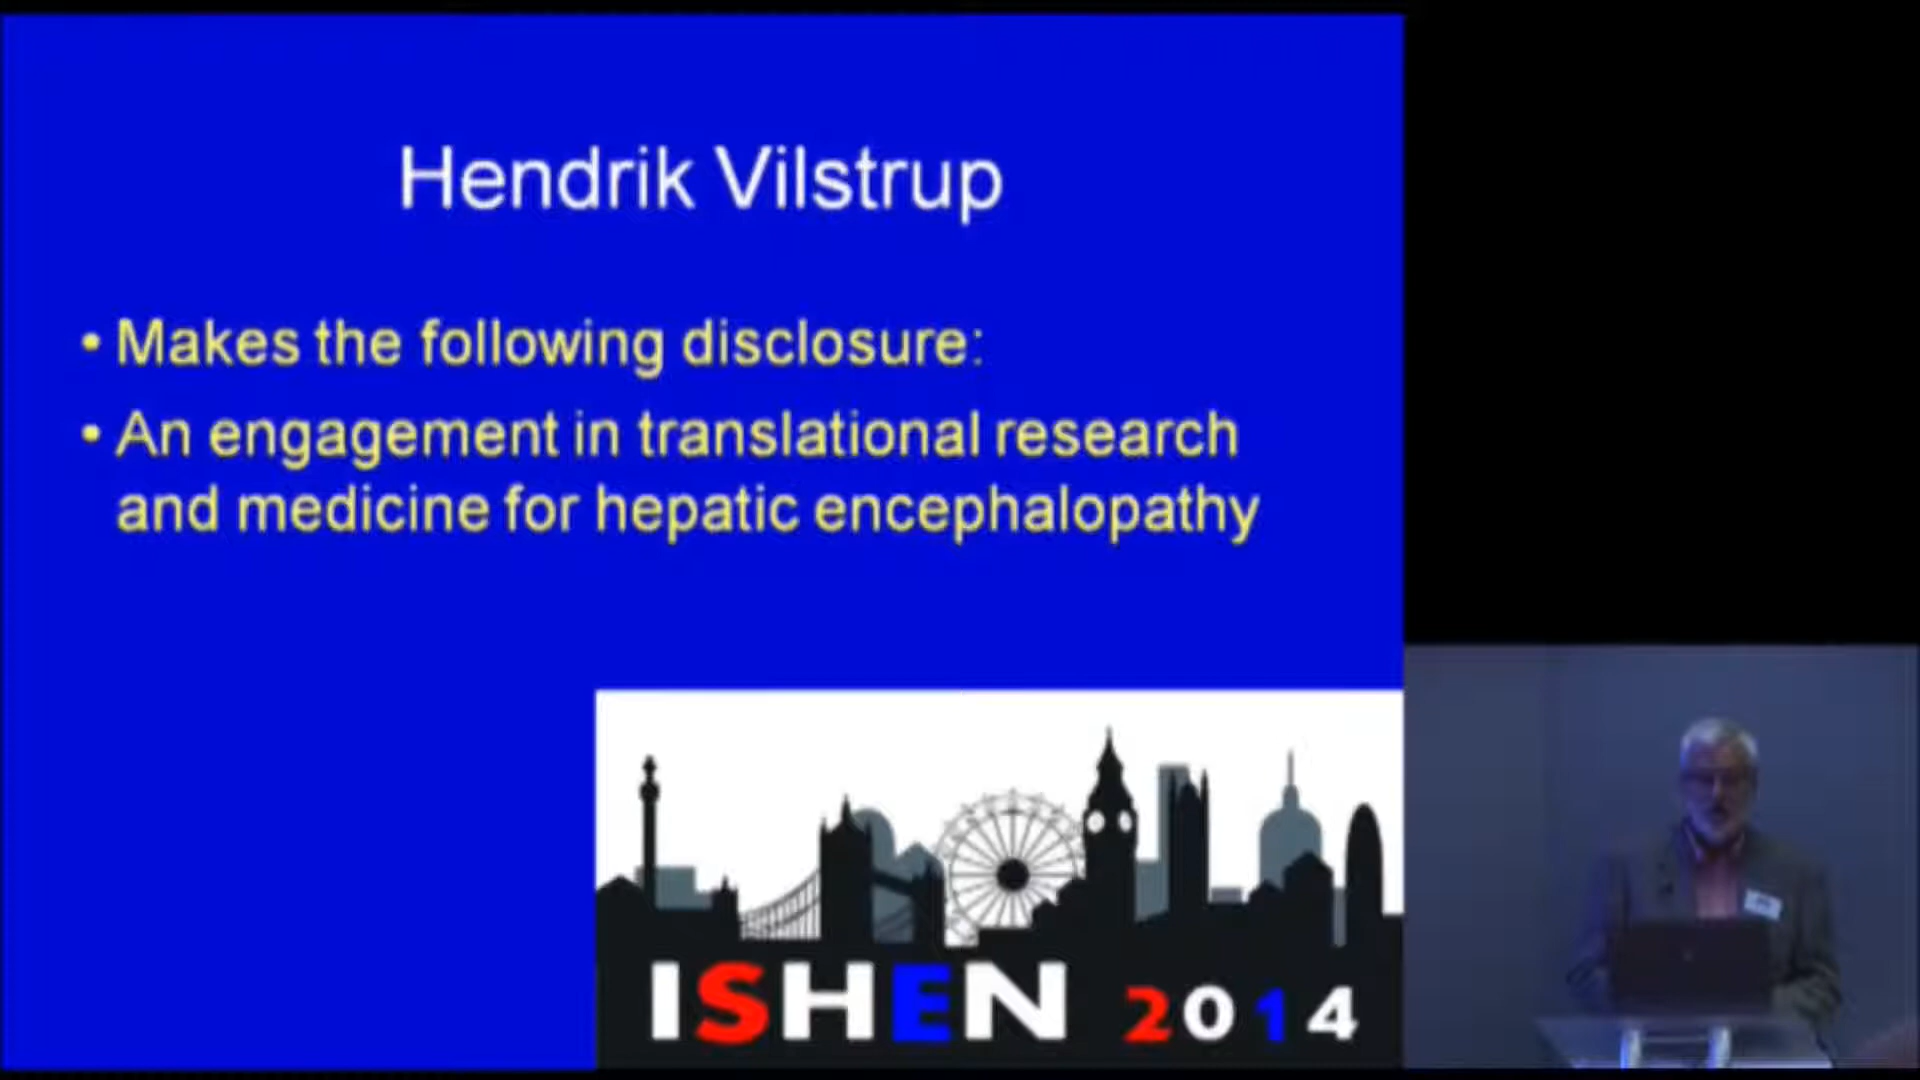 Hendrik Vilstrup
• Makes the following disclosure:
• An engagement in translational research
and medicine for hepatic encephalopathy
ISHEN 2014